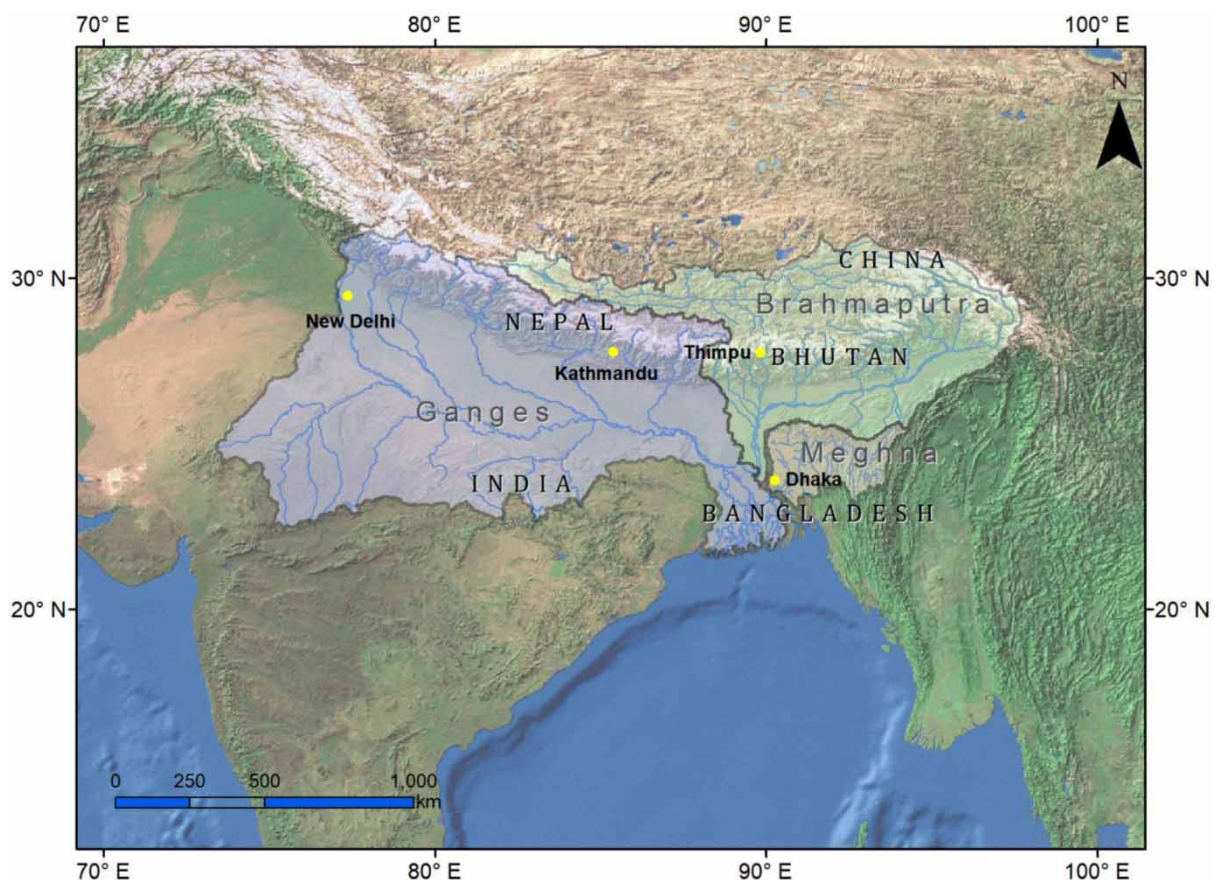 70° E 80° E 90° E 100° E
N
CHINA
30° N 30° N
Brahmaputra
New Delhi
NEPAL
Thimpu
BHUTAN
Kathmandu
Ganges
Meghna
INDIA
Dhaka
BANGLADESH
20° N 20° N
0 250 500 1,000
km
70° E 80° E 90° E 100° E